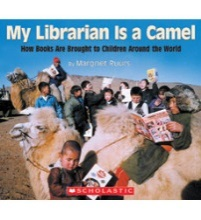 My Librarian Is a Camel
How Books Are Brought to Children Around the World
By Margriet Ruurs
SCHOLASTIC